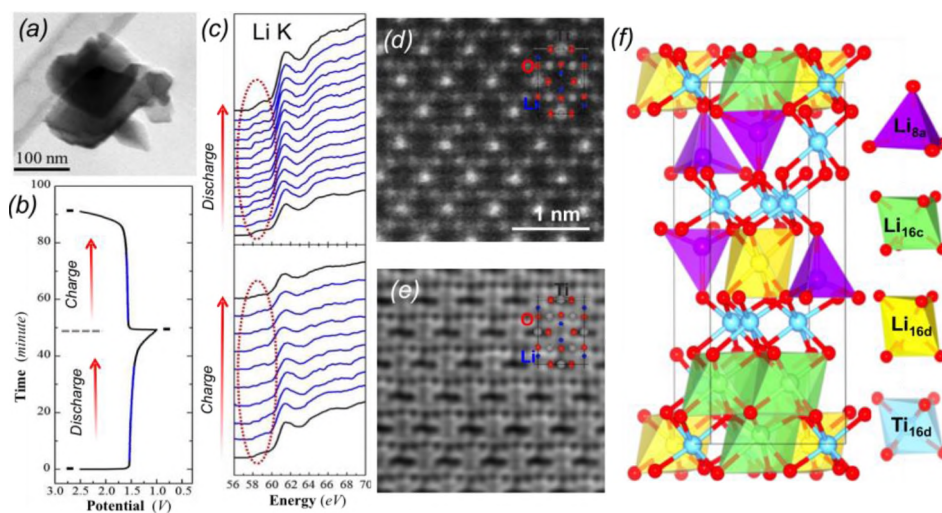 (a)
100 nm
(b)
100
80
60
40
20
0
Time (minute)
Charge
Discharge
3.0 2.5 2.0 1.5 1.0 0.5
Potential (V)
(c)
Li K
Discharge
Charge
56 58 60 62 64 66 68 70
Energy (eV)
(d)
Ti
O
Li
1 nm
(e)
Ti
O
Li
(f)
Li8a
Li16c
Li16d
Ti16d